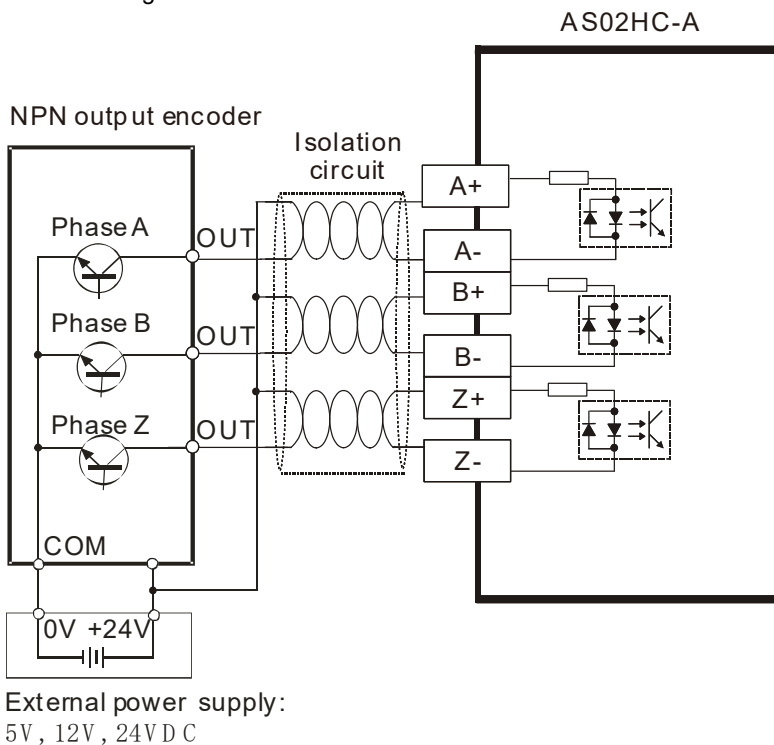 AS02HC-A
NPN output encoder
Isolation
circuit
A+
Phase A
OUT
A-
B+
Phase B
OUT
B-
Z+
Phase Z
OUT
Z-
COM
0V +24V
External power supply:
5V, 12V, 24VDC